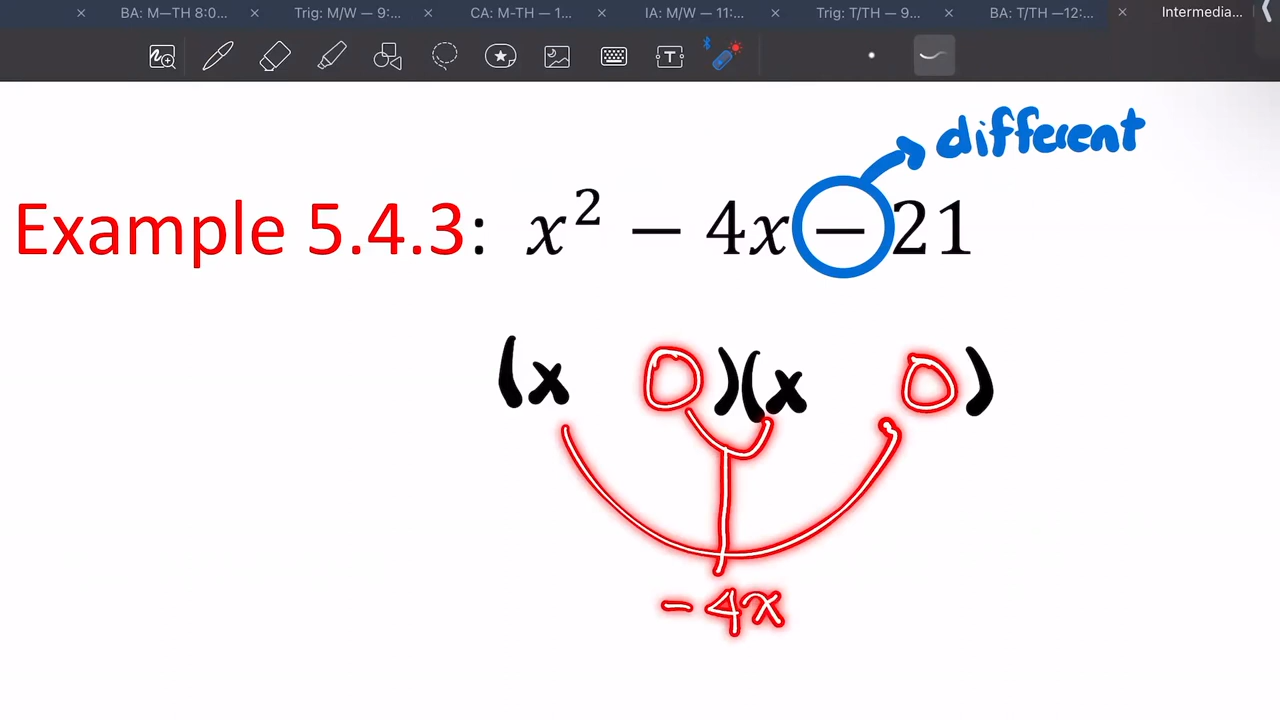 BA: M—TH 8:0... Trig: M/W — 9:... CA: M-TH — 1... IA: M/W — 11:... Trig: T/TH — 9... BA: T/TH —12:... Intermedia...
different
Example 5.4.3: x² − 4x − 21
(x O)(x O)
-4x